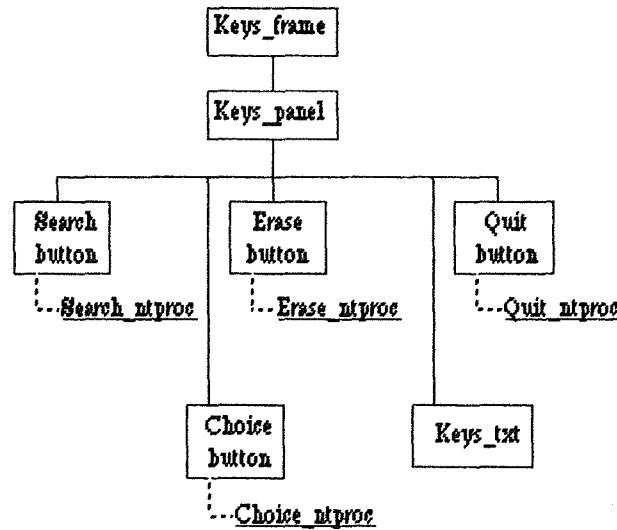 Keys_frame
Keys_panel
Search
button
Erase
button
Quit
button
Search_ntproc
Erase_ntproc
Quit_ntproc
Choice
button
Keys_txt
Choice_ntproc